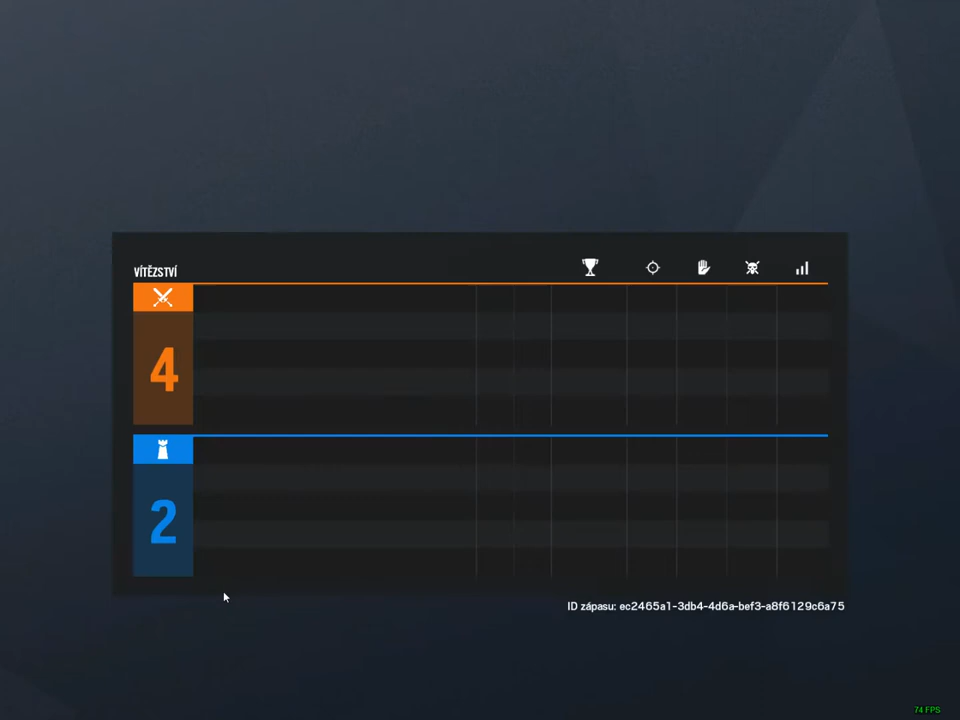 VÍTĚZSTVÍ
4
2
ID zápasu: ec2465a1-3db4-4d6a-bef3-a8f6129c6a75
74 FPS